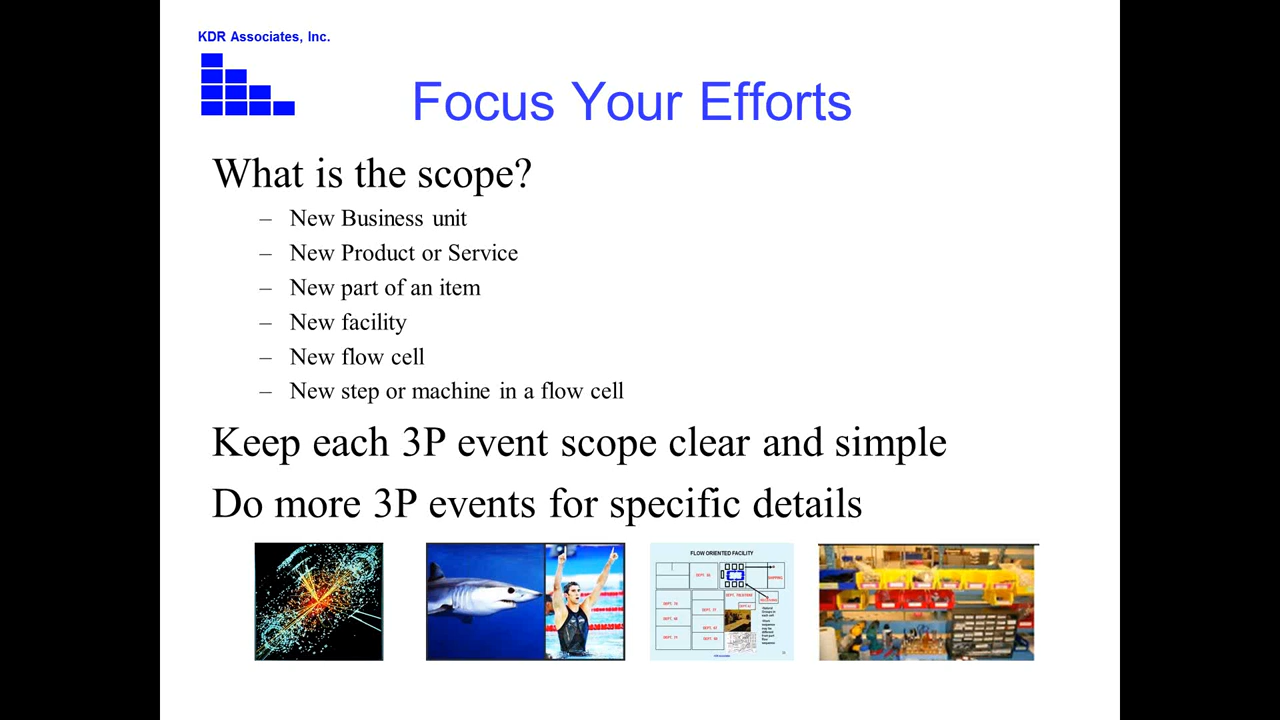 KDR Associates, Inc.
Focus Your Efforts
What is the scope?
– New Business unit
– New Product or Service
– New part of an item
– New facility
– New flow cell
– New step or machine in a flow cell
Keep each 3P event scope clear and simple
Do more 3P events for specific details
FLOW ORIENTED FACILITY